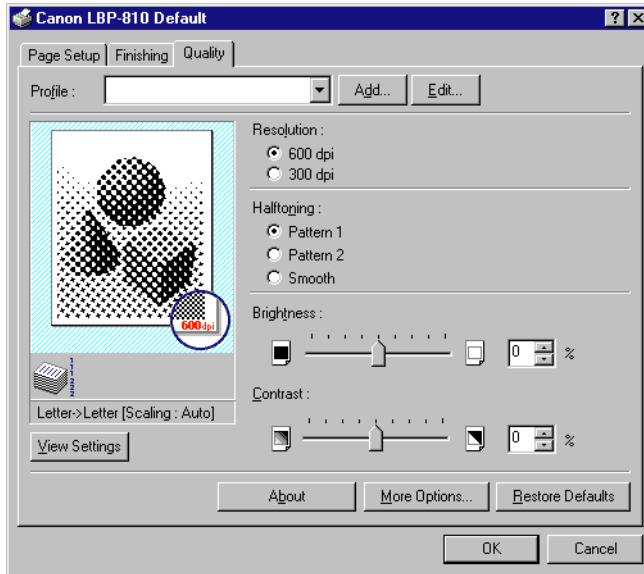 Canon LBP-810 Default
Page Setup Finishing Quality
Profile : Add... Edit...
Resolution :
600 dpi
300 dpi
Halftoning :
Pattern 1
Pattern 2
Smooth
600dpi
Brightness :
0 %
Letter->Letter [Scaling : Auto]
Contrast :
0 %
View Settings
About More Options... Restore Defaults
OK Cancel